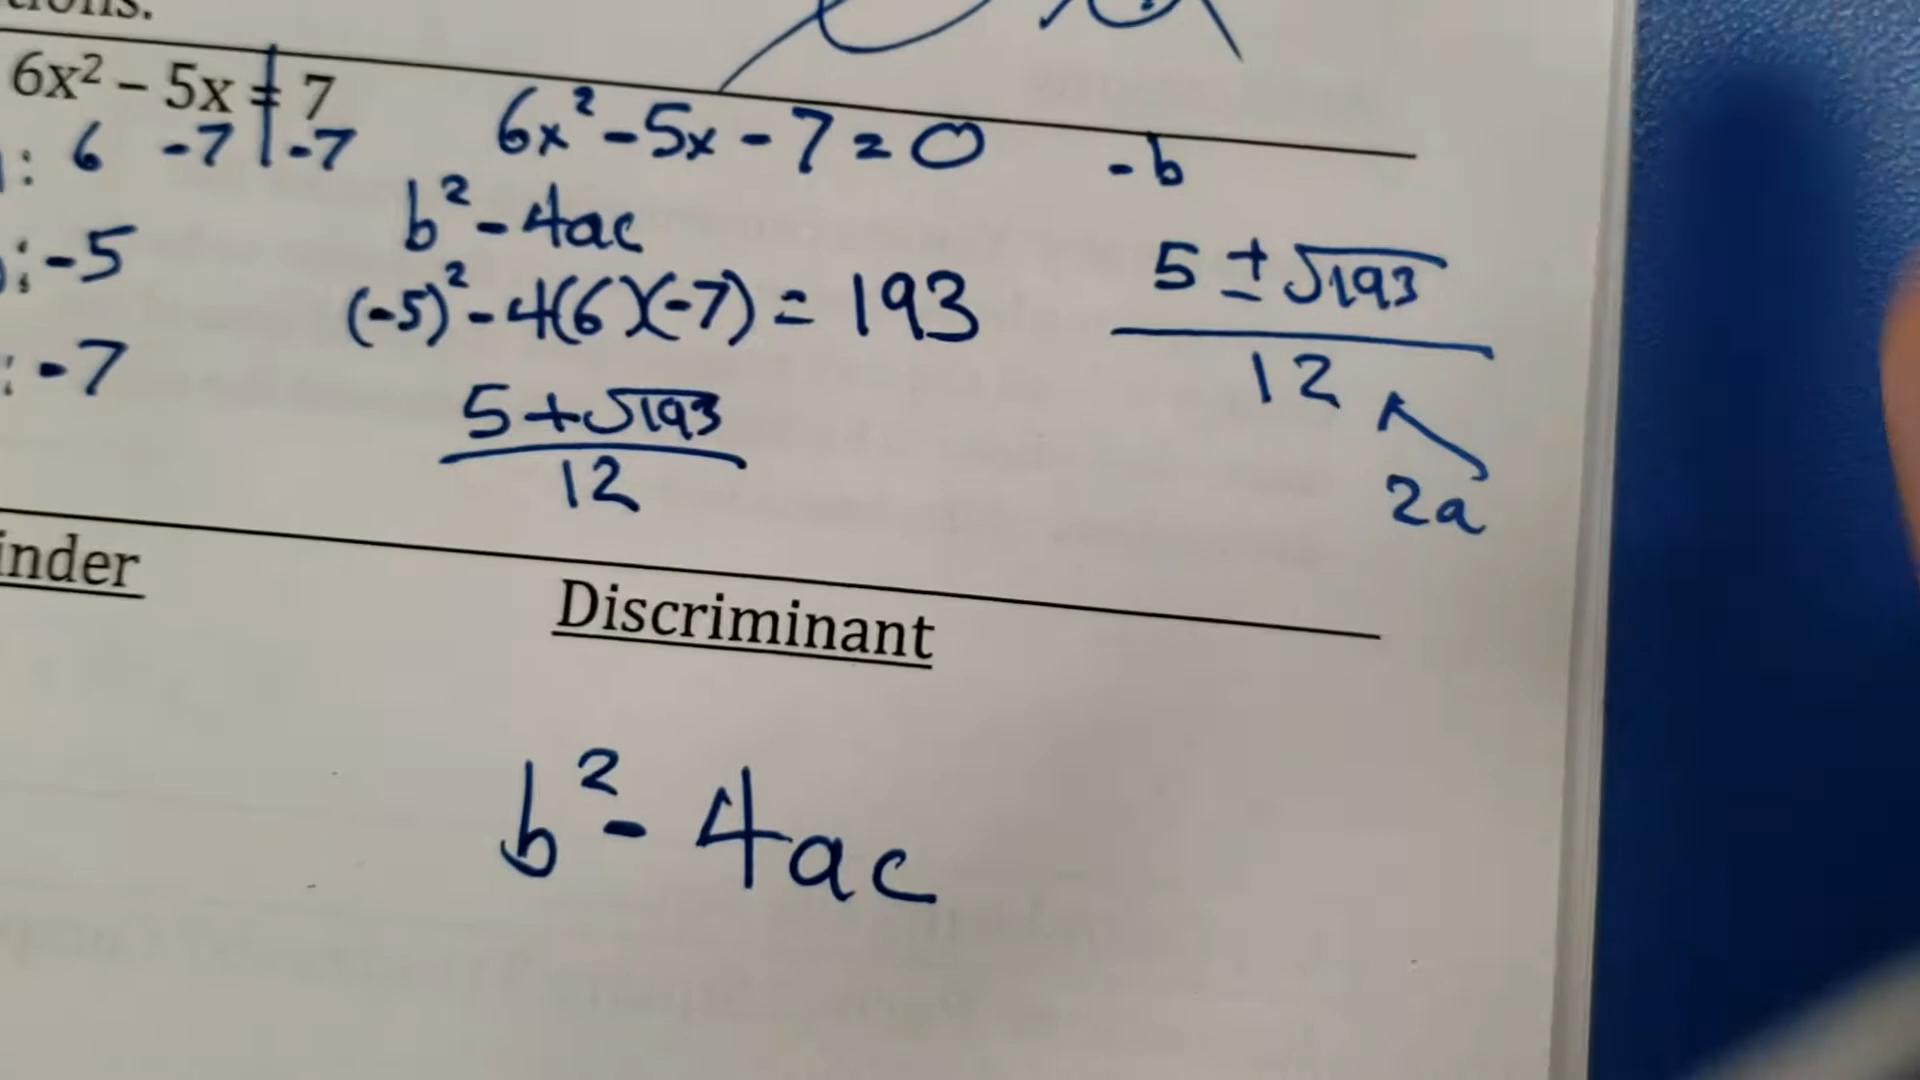 6x² – 5x = 7
: 6 -7 | -7
6x² - 5x - 7 = 0
-b
b² - 4ac
: -5
(-5)² - 4(6)(-7) = 193
5 ± √193
12
: -7
5 + √193
12
2a
Discriminant
b² - 4ac